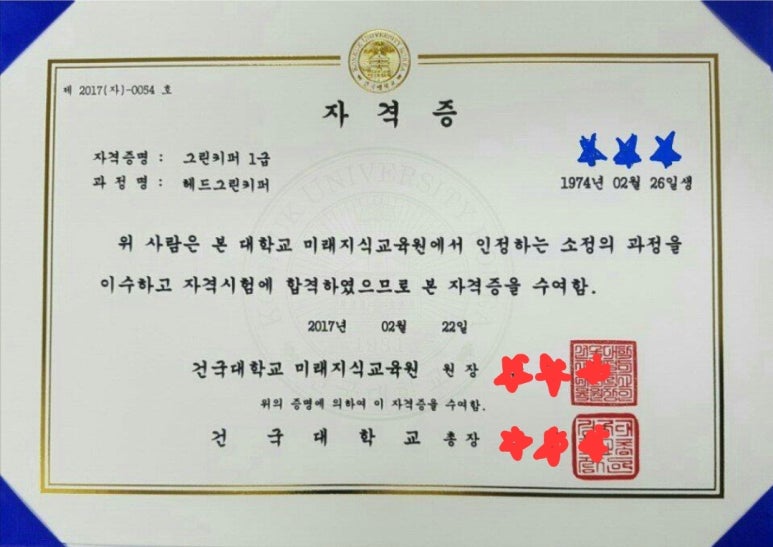 제 2017(자)-0054 호
자 격 증
자격증명 : 그린키퍼 1급
과 정 명 : 헤드그린키퍼
1974년 02월 26일생
위 사람은 본 대학교 미래지식교육원에서 인정하는 소정의 과정을
이수하고 자격시험에 합격하였으므로 본 자격증을 수여함.
2017년 02월 22일
건국대학교 미래지식교육원 원 장
위의 증명에 의하여 이 자격증을 수여함.
건 국 대 학 교 총 장